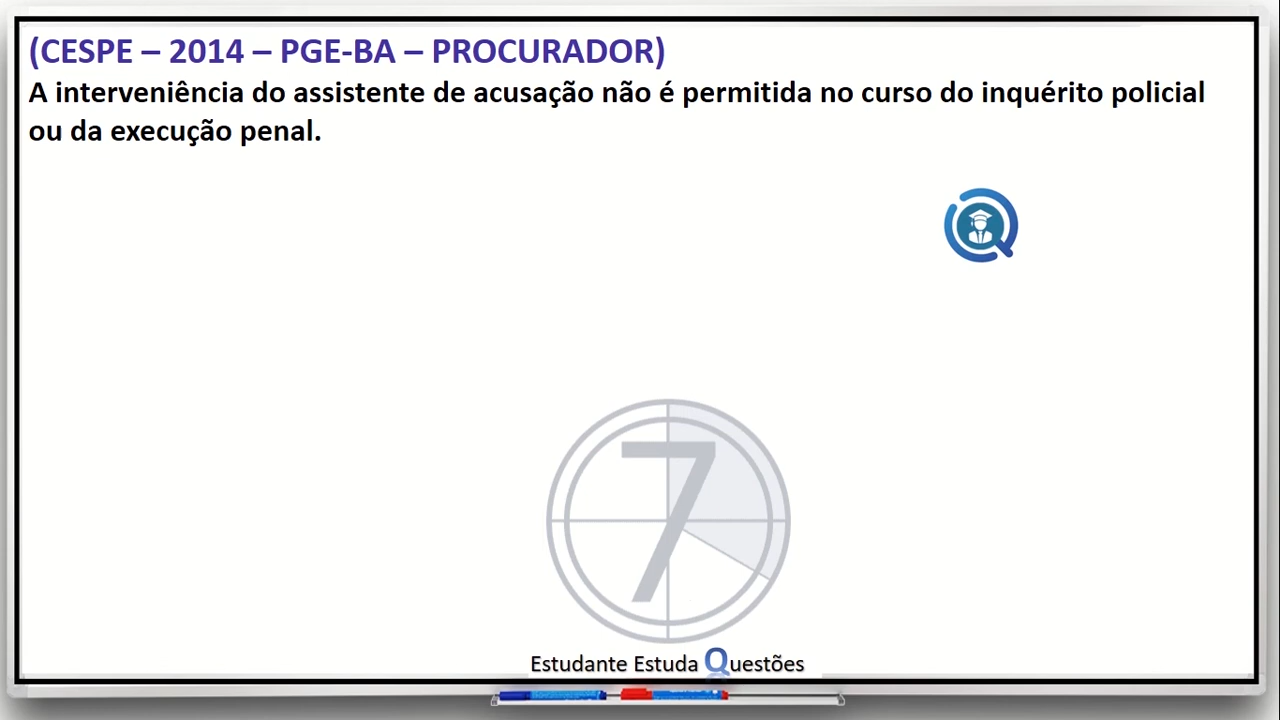 (CESPE – 2014 – PGE-BA – PROCURADOR)
A interveniência do assistente de acusação não é permitida no curso do inquérito policial
ou da execução penal.
7
Estudante Estuda Questões